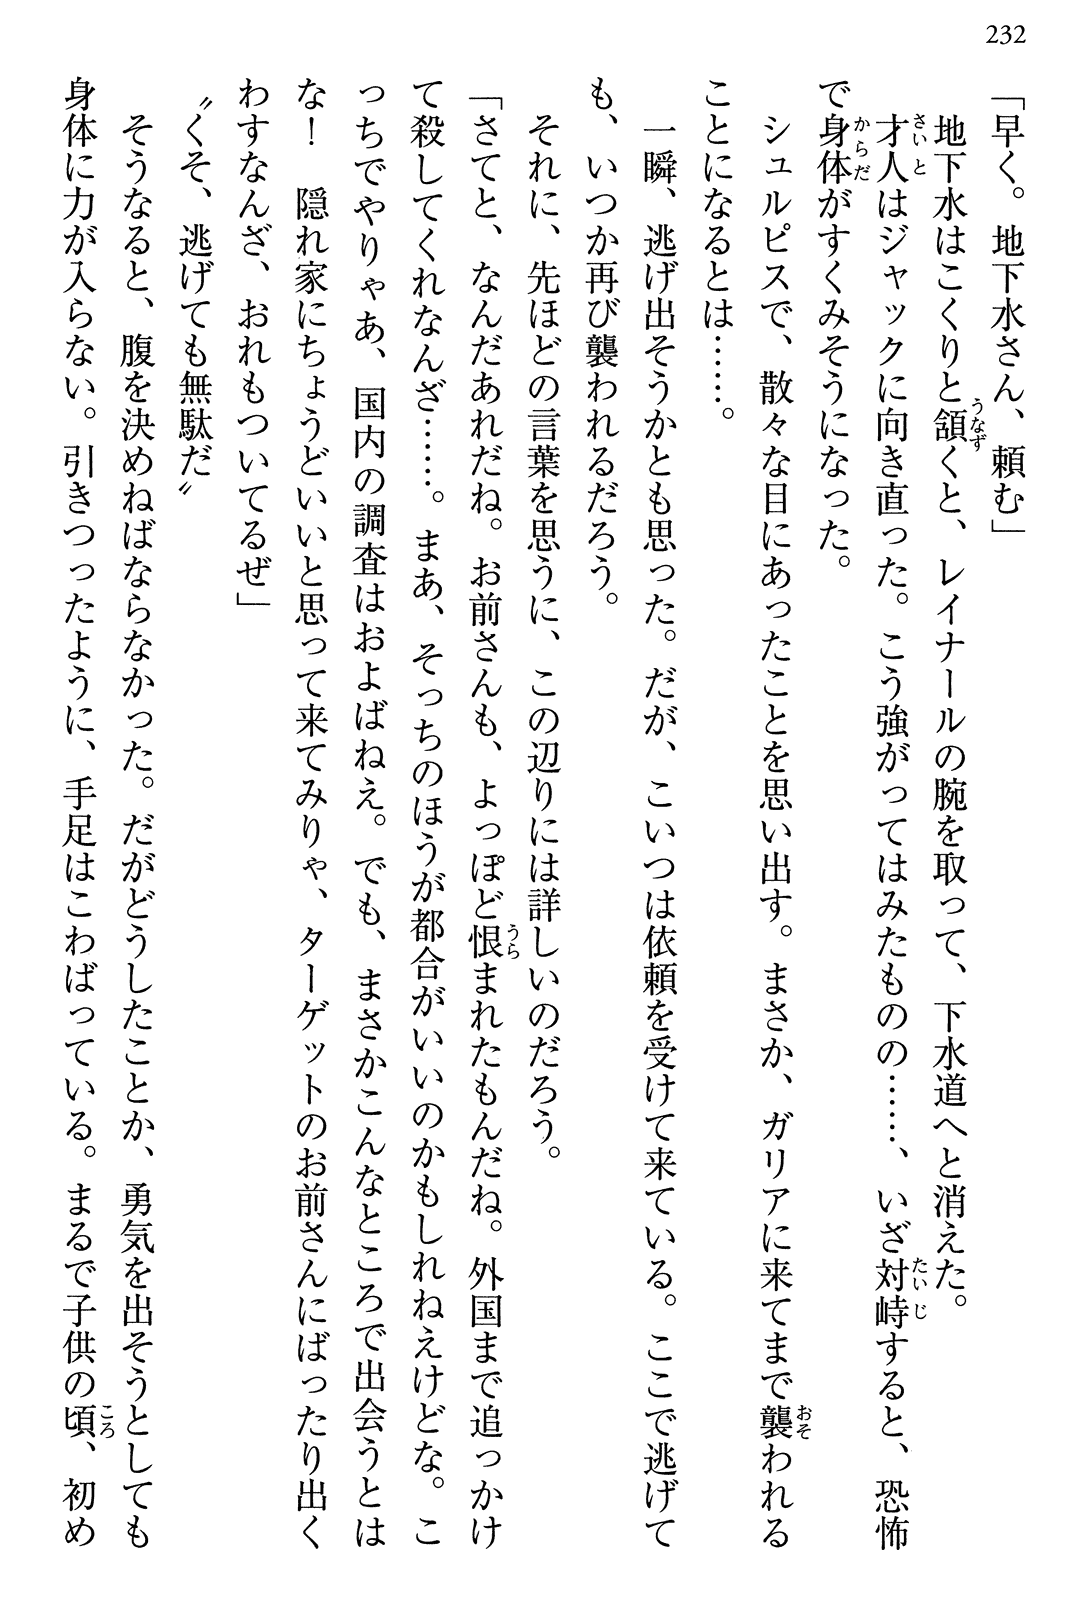 232
「早く。地下水さん、頼む」
地下水はこくりと頷くと、レイナールの腕を取って、下水道へと消えた。
才人はジャックに向き直った。こう強がってはみたものの……、いざ対峙すると、恐怖
で身体がすくみそうになった。
シュルピスで、散々な目にあったことを思い出す。まさか、ガリアに来てまで襲われる
ことになるとは……。
一瞬、逃げ出そうかとも思った。だが、こいつは依頼を受けて来ている。ここで逃げて
も、いつか再び襲われるだろう。
それに、先ほどの言葉を思うに、この辺りには詳しいのだろう。
「さてと、なんだあれだね。お前さんも、よっぽど恨まれたもんだね。外国まで追っかけ
て殺してくれなんざ……。まあ、そっちのほうが都合がいいのかもしれねえけどな。こ
っちでやりゃあ、国内の調査はおよばねえ。でも、まさかこんなところで出会うとは
な！　隠れ家にちょうどいいと思って来てみりゃ、ターゲットのお前さんにばったり出く
わすなんざ、おれもついてるぜ」
〝くそ、逃げても無駄だ〟
そうなると、腹を決めねばならなかった。だがどうしたことか、勇気を出そうとしても
身体に力が入らない。引きつったように、手足はこわばっている。まるで子供の頃、初め